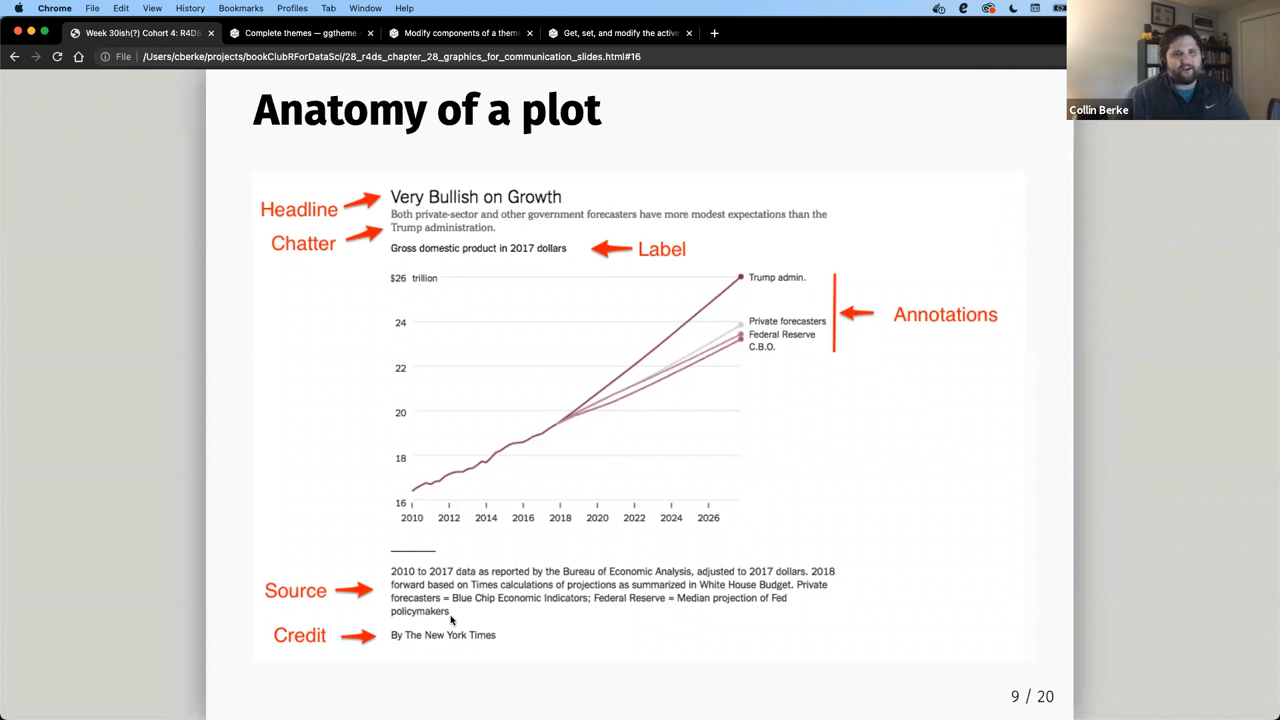 Chrome File Edit View History Bookmarks Profiles Tab Window Help
Week 30ish(?) Cohort 4: R4DS × Complete themes — ggtheme × Modify components of a theme × Get, set, and modify the active × +
File /Users/cberke/projects/bookClubRForDataSci/28_r4ds_chapter_28_graphics_for_communication_slides.html#16
Collin Berke
Anatomy of a plot
Headline
Very Bullish on Growth
Chatter
Both private-sector and other government forecasters have more modest expectations than the
Trump administration.
Gross domestic product in 2017 dollars
Label
$26 trillion
24
22
20
18
16
2010 2012 2014 2016 2018 2020 2022 2024 2026
Trump admin.
Private forecasters
Federal Reserve
C.B.O.
Annotations
Source
2010 to 2017 data as reported by the Bureau of Economic Analysis, adjusted to 2017 dollars. 2018
forward based on Times calculations of projections as summarized in White House Budget. Private
forecasters = Blue Chip Economic Indicators; Federal Reserve = Median projection of Fed
policymakers
Credit
By The New York Times
9 / 20